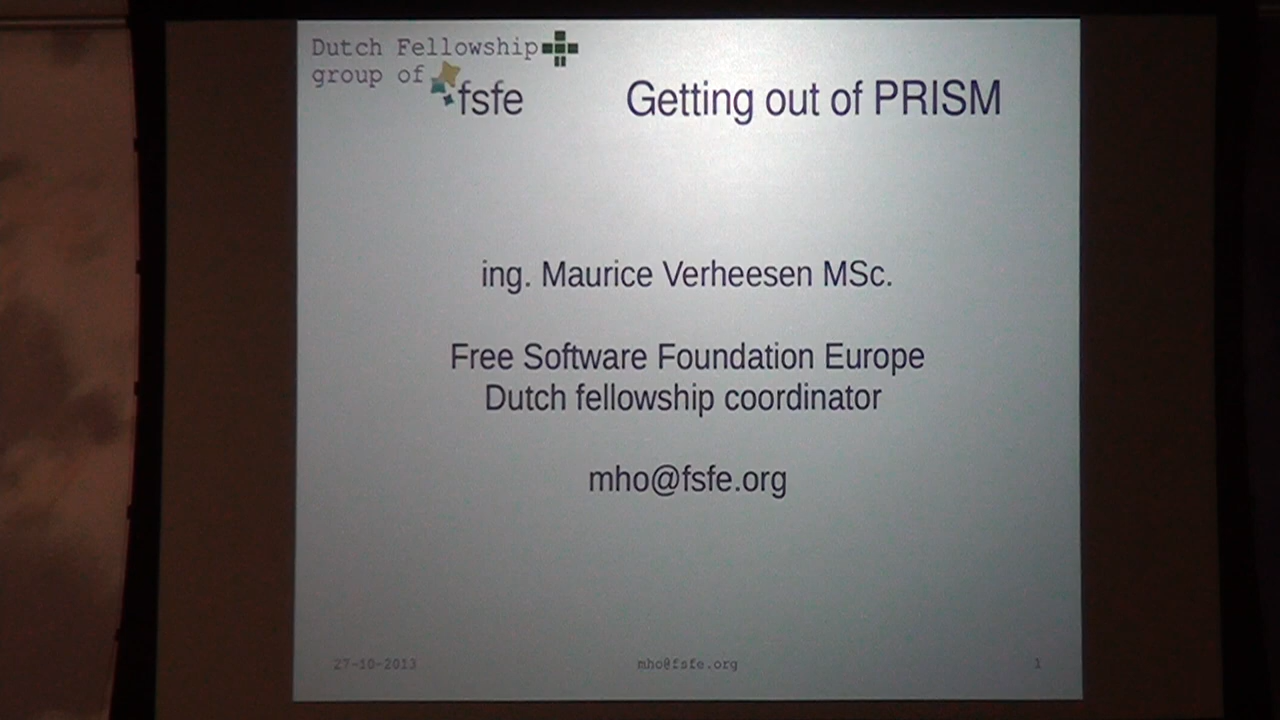 Dutch Fellowship
group of
fsfe
Getting out of PRISM
ing. Maurice Verheesen MSc.
Free Software Foundation Europe
Dutch fellowship coordinator
mho@fsfe.org
27-10-2013
mho@fsfe.org
1